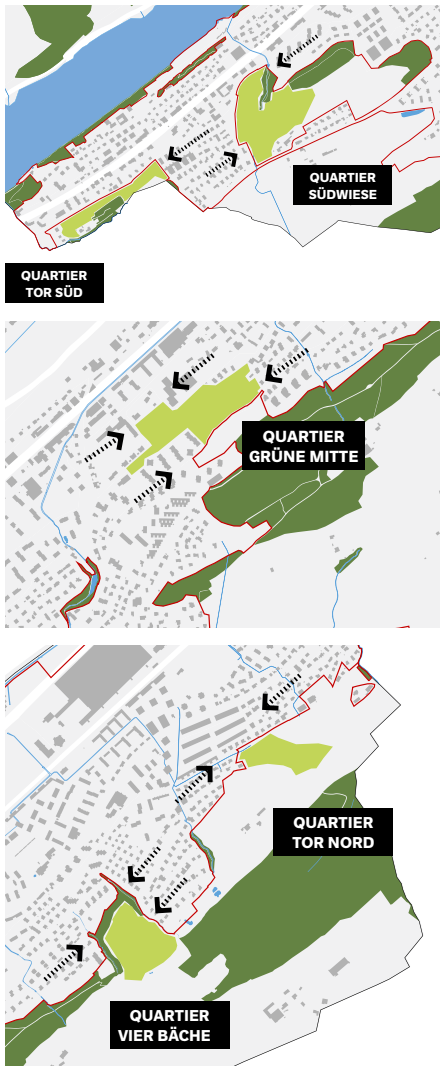 QUARTIER
SÜDWIESE
QUARTIER
TOR SÜD
QUARTIER
GRÜNE MITTE
QUARTIER
TOR NORD
QUARTIER
VIER BÄCHE